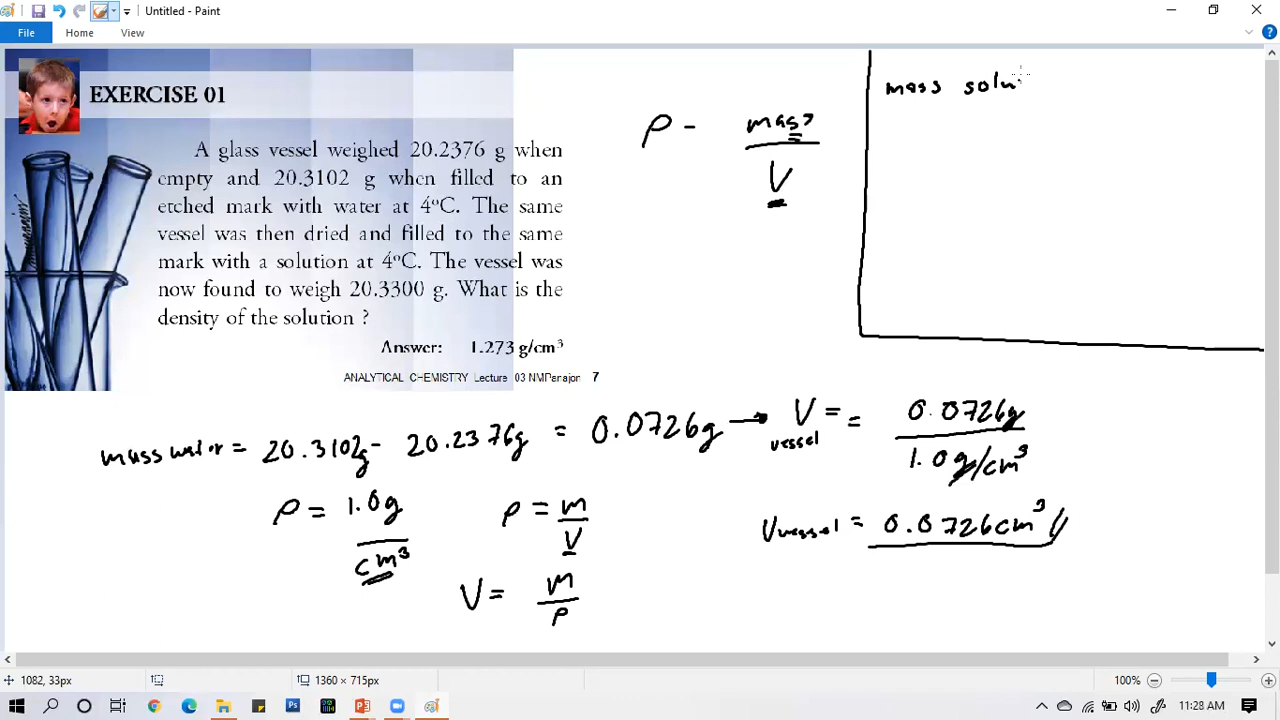 Untitled - Paint
File Home View
EXERCISE 01
A glass vessel weighed 20.2376 g when
empty and 20.3102 g when filled to an
etched mark with water at 4°C. The same
vessel was then dried and filled to the same
mark with a solution at 4°C. The vessel was
now found to weigh 20.3300 g. What is the
density of the solution ?
Answer: 1.273 g/cm³
ANALYTICAL CHEMISTRY Lecture 03 NMPanajon 7
ρ - mass
V
mass solu
mass water = 20.3102g - 20.2376g = 0.0726g → V vessel = = 0.0726g / 1.0g/cm³
ρ = 1.0g / cm³
ρ = m / V
V vessel = 0.0726cm³ //
V = m / ρ
1082, 33px 1360 × 715px 100%
11:28 AM